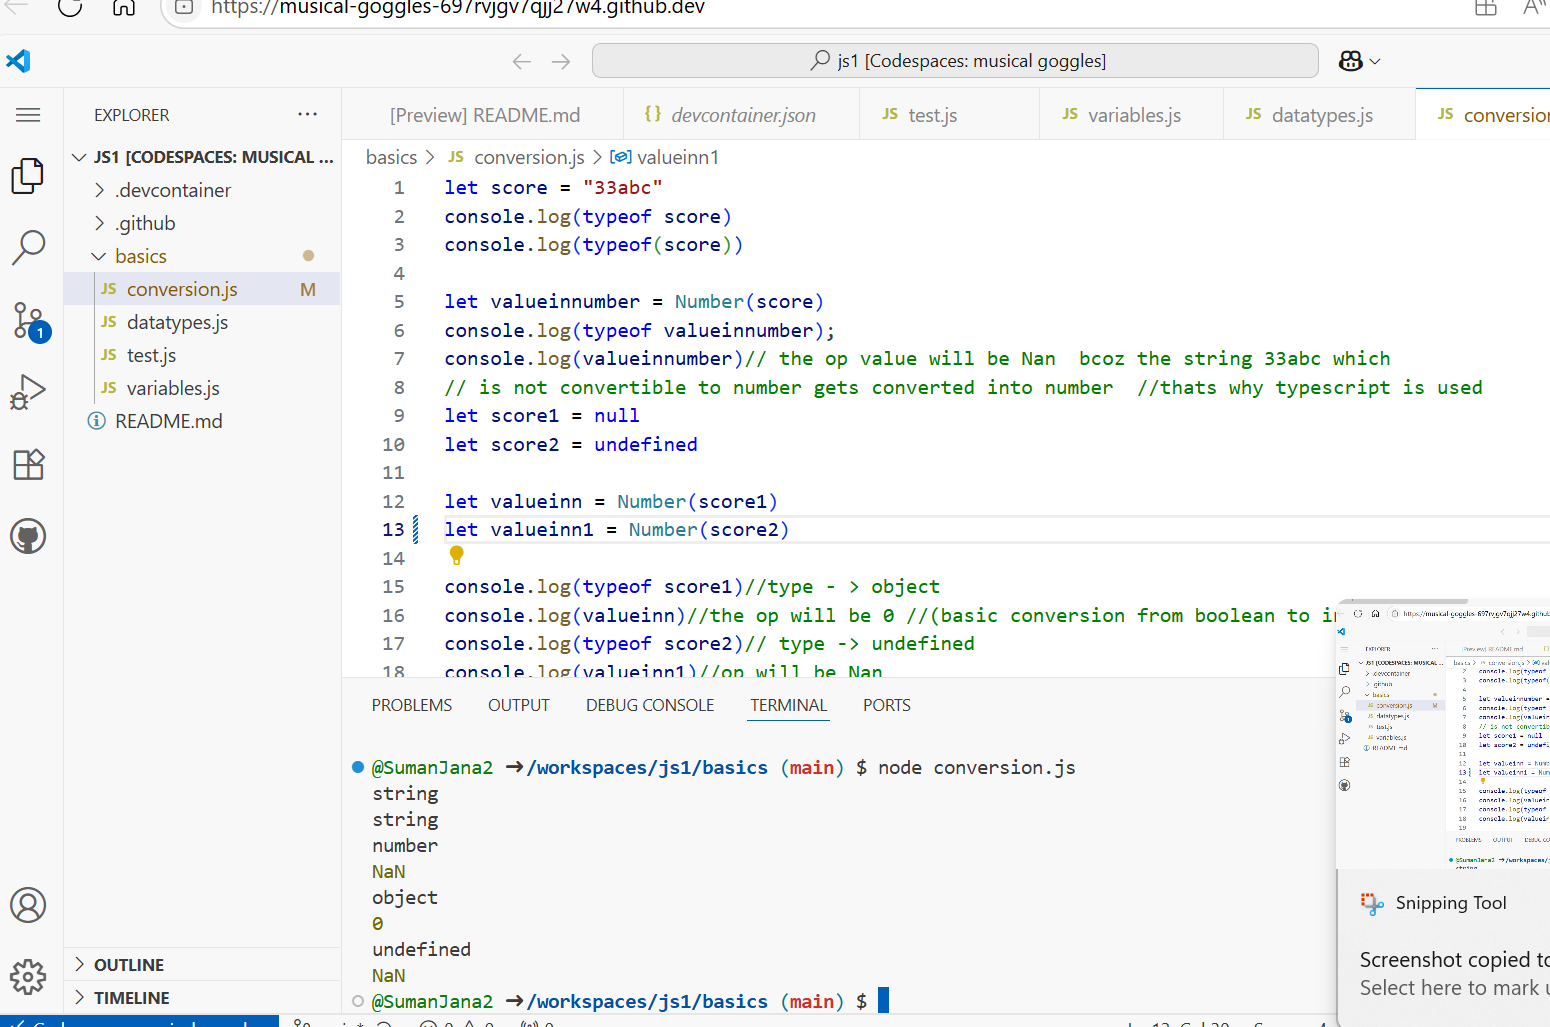 https://musical-goggles-697rvjgv7qjj27w4.github.dev
js1 [Codespaces: musical goggles]
EXPLORER
JS1 [CODESPACES: MUSICAL ...
.devcontainer
.github
basics
JS conversion.js M
JS datatypes.js
JS test.js
JS variables.js
README.md
1
OUTLINE
TIMELINE
[Preview] README.md
{} devcontainer.json
JS test.js
JS variables.js
JS datatypes.js
JS conversion
basics > JS conversion.js > valueinn1
1 let score = "33abc"
2 console.log(typeof score)
3 console.log(typeof(score))
4
5 let valueinnumber = Number(score)
6 console.log(typeof valueinnumber);
7 console.log(valueinnumber)// the op value will be Nan  bcoz the string 33abc which
8 // is not convertible to number gets converted into number  //thats why typescript is used
9 let score1 = null
10 let score2 = undefined
11
12 let valueinn = Number(score1)
13 let valueinn1 = Number(score2)
14
15 console.log(typeof score1)//type - > object
16 console.log(valueinn)//the op will be 0 //(basic conversion from boolean to in
17 console.log(typeof score2)// type -> undefined
18 console.log(valueinn1)//op will be Nan
PROBLEMS OUTPUT DEBUG CONSOLE TERMINAL PORTS
@SumanJana2 ➜/workspaces/js1/basics (main) $ node conversion.js
string
string
number
NaN
object
0
undefined
NaN
@SumanJana2 ➜/workspaces/js1/basics (main) $
Snipping Tool
Screenshot copied to
Select here to mark